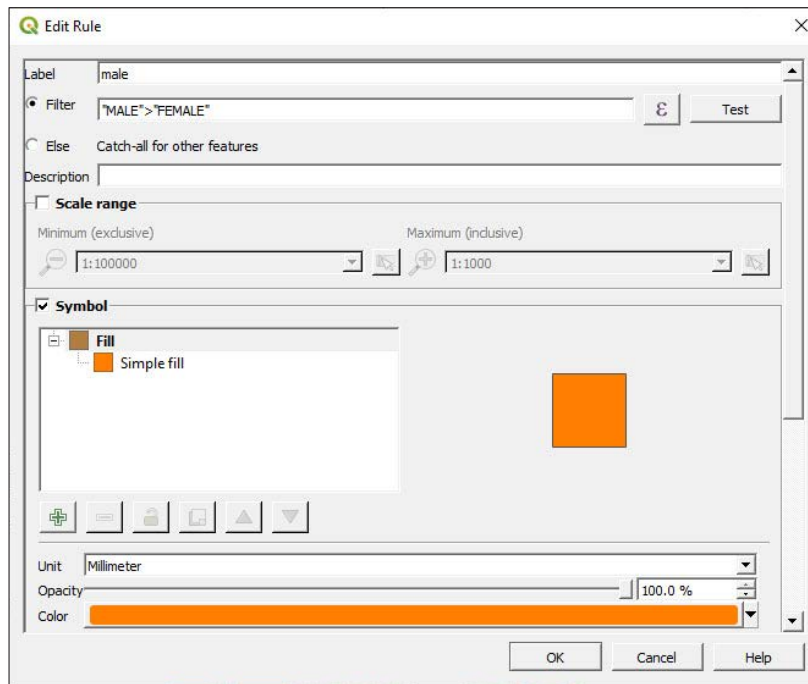 Edit Rule
Label male
Filter "MALE">"FEMALE" ε Test
Else Catch-all for other features
Description
Scale range
Minimum (exclusive) Maximum (inclusive)
1:100000 1:1000
Symbol
Fill
Simple fill
Unit Millimeter
Opacity 100.0 %
Color
OK Cancel Help